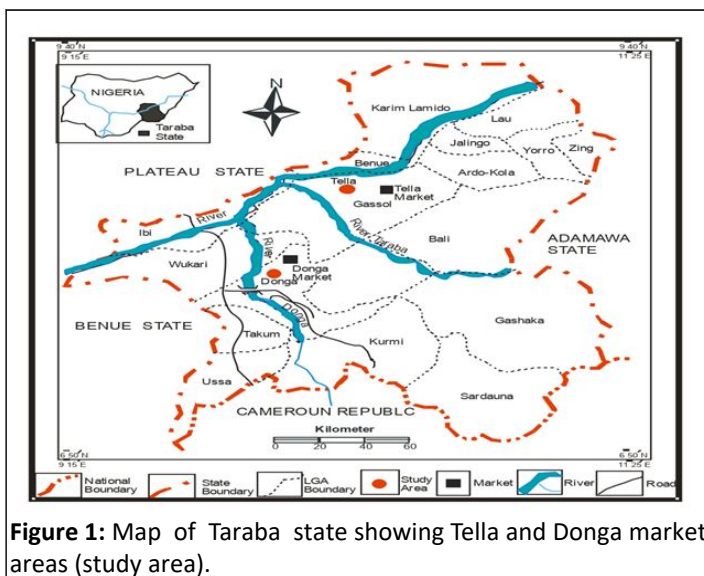 9 40 N
9 40 N
9 15 E
11 25 E
NIGERIA
Taraba
State
N
Karim Lamido
Lau
Jalingo
Yorro
Zing
Benue
PLATEAU STATE
Ardo-Kola
Tella
Tella
Market
Gassol
Ibi
River
River Taraba
Bali
ADAMAWA
STATE
Wukari
River
Donga
Market
Donga
BENUE STATE
Donga
Gashaka
Takum
Kurmi
Ussa
Sardauna
CAMEROUN REPUBLC
Kilometer
0 20 40 60
6 50 N
6 50 N
9 15 E
11 25 E
National
Boundary
State
Boundary
LGA
Boundary
Study
Area
Market
River
Road
Figure 1: Map of Taraba state showing Tella and Donga market
areas (study area).